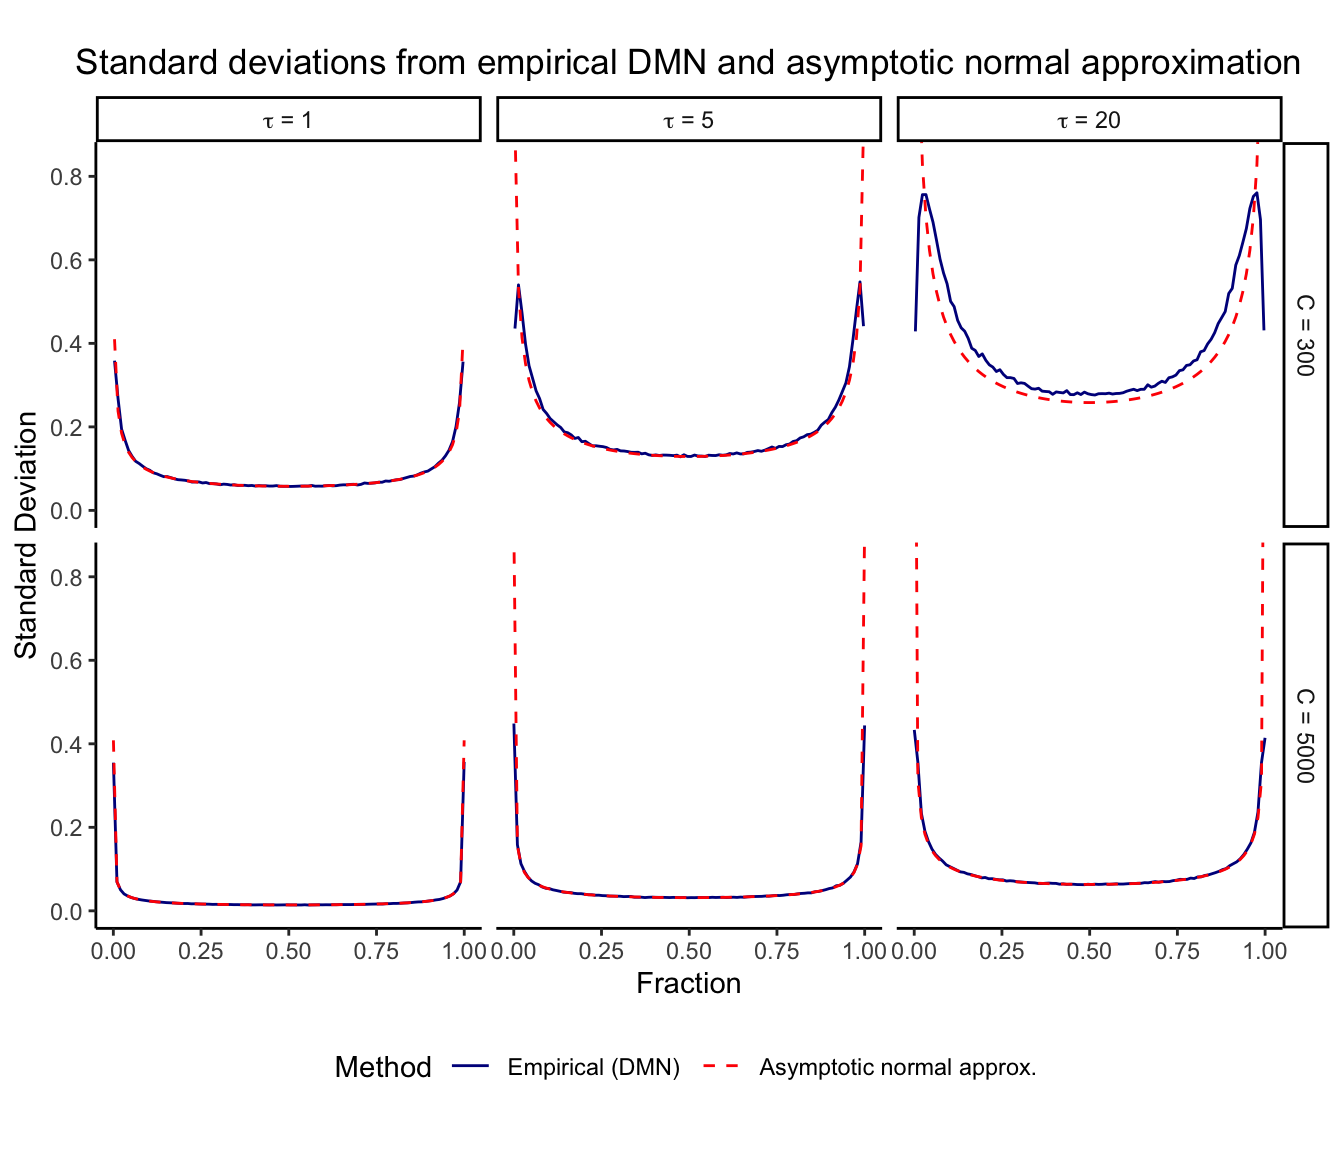 Standard deviations from empirical DMN and asymptotic normal approximation
τ = 1
τ = 5
τ = 20
0.8
0.6
0.4
0.2
0.0
C = 300
0.8
0.6
0.4
0.2
0.0
C = 5000
Standard Deviation
0.00 0.25 0.50 0.75 1.00
0.00 0.25 0.50 0.75 1.00
0.00 0.25 0.50 0.75 1.00
Fraction
Method Empirical (DMN) Asymptotic normal approx.